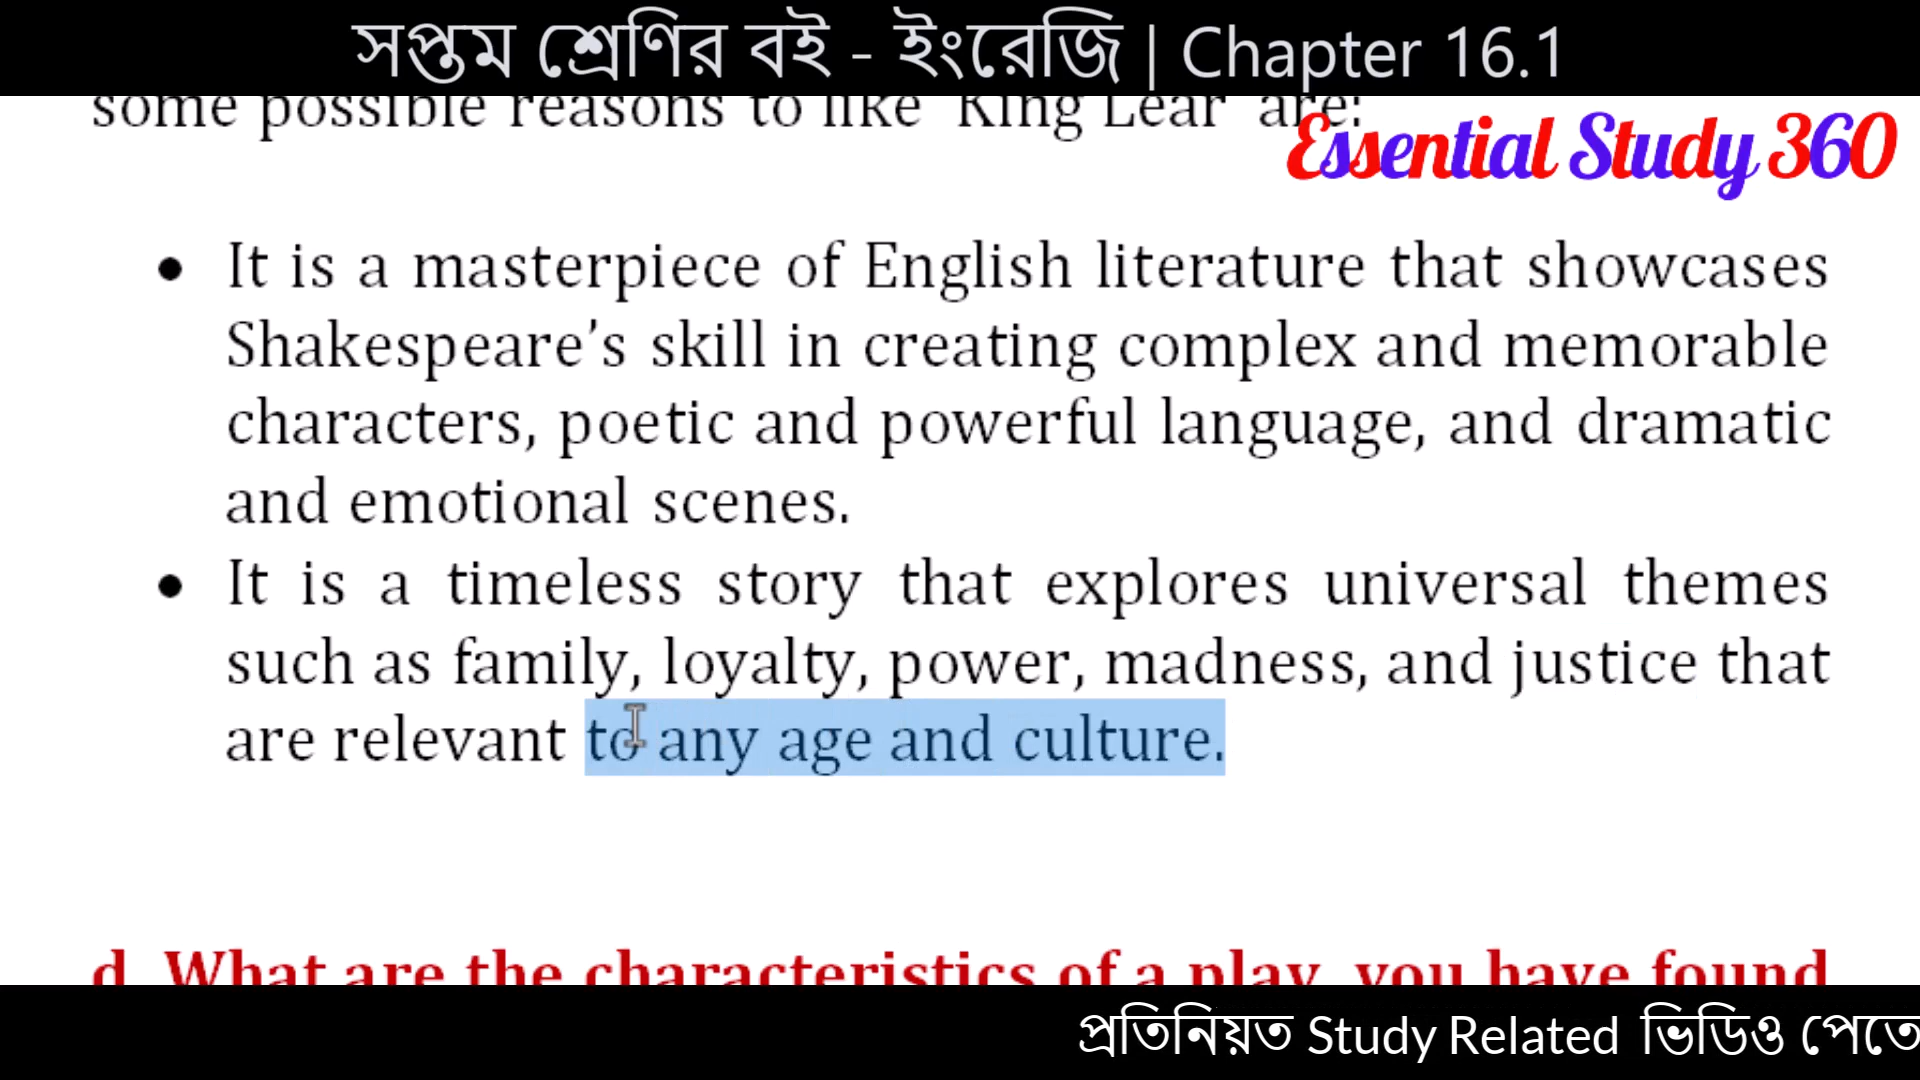 সপ্তম শ্রেণির বই - ইংরেজি | Chapter 16.1
some possible reasons to like 'King Lear' are:
Essential Study 360
• It is a masterpiece of English literature that showcases
Shakespeare’s skill in creating complex and memorable
characters, poetic and powerful language, and dramatic
and emotional scenes.
• It is a timeless story that explores universal themes
such as family, loyalty, power, madness, and justice that
are relevant to any age and culture.
d. What are the characteristics of a play, you have found
প্রতিনিয়ত Study Related ভিডিও পেতে